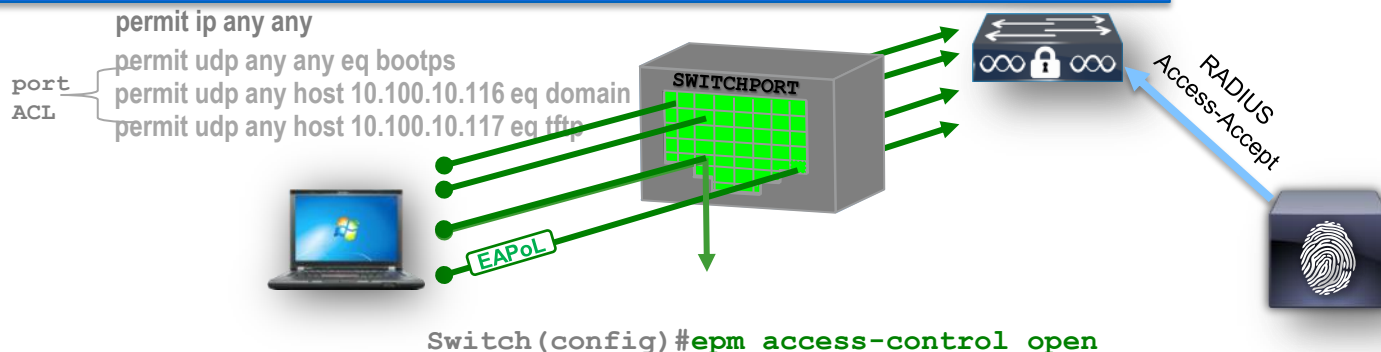 permit ip any any
permit udp any any eq bootps
permit udp any host 10.100.10.116 eq domain
permit udp any host 10.100.10.117 eq tftp
port
ACL
SWITCHPORT
EAPoL
RADIUS
Access-Accept
Switch(config)#epm access-control open